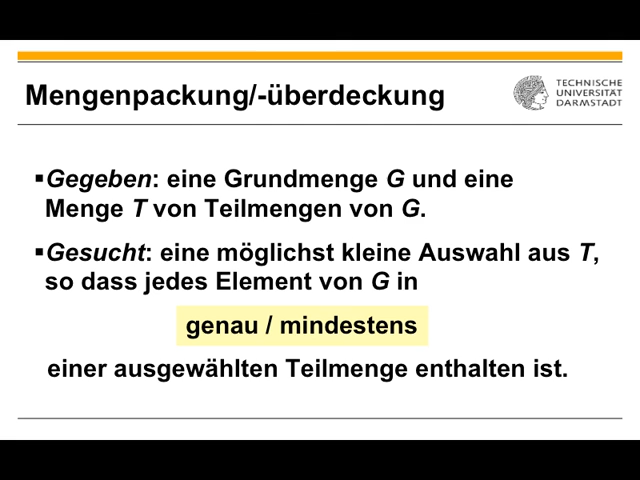 Mengenpackung/-überdeckung
TECHNISCHE
UNIVERSITÄT
DARMSTADT
▪Gegeben: eine Grundmenge G und eine
Menge T von Teilmengen von G.
▪Gesucht: eine möglichst kleine Auswahl aus T,
so dass jedes Element von G in
genau / mindestens
einer ausgewählten Teilmenge enthalten ist.